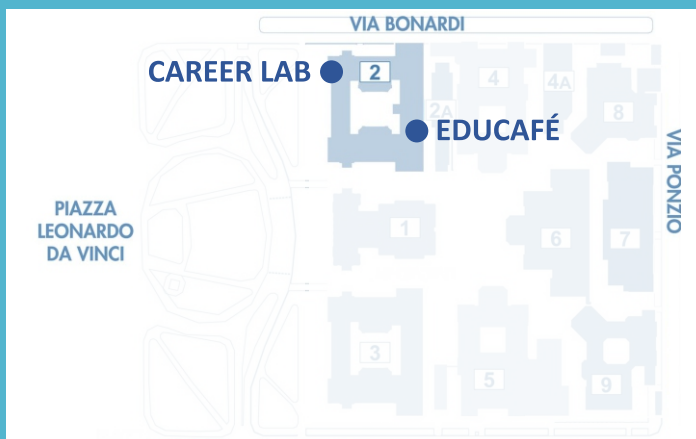 VIA BONARDI
CAREER LAB
2
4
4A
2A
8
EDUCAFÉ
VIA PONZIO
PIAZZA
LEONARDO
DA VINCI
1
6
7
3
5
9